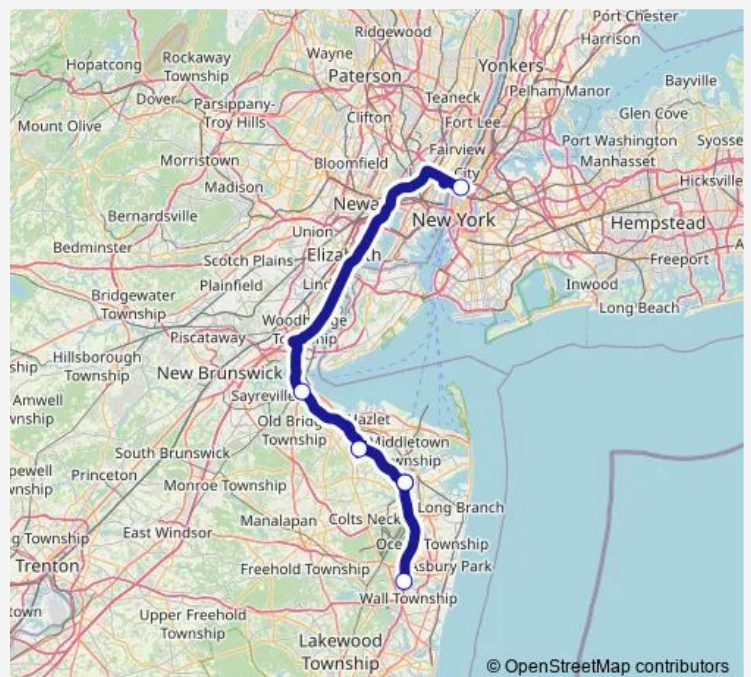 Port Chester
Ridgewood
Harrison
Wayne
Rockaway
Township
Hopatcong
Yonkers
Paterson
Dover
Parsippany-
Troy Hills
Teaneck
Pelham Manor
Bayville
Glen Cove
Mount Olive
Clifton
Fort Lee
Port Washington
Syosse
Fairview
Manhasset
Morristown
Bloomfield
City
Hicksville
Madison
Newa
Bernardsville
New York
Hempstead
Union
Bedminster
Scotch Plains
Freeport
Plainfield
Inwood
Bridgewater
Township
Long Beach
Piscataway
Hillsborough
Township
ship
New Brunswick
Sayreville
Amwell
wnship
Old Bridge
Township
Hazlet
Middletown
South Brunswick
Princeton
Monroe Township
Long Branch
Manalapan
Colts Neck
East Windsor
Township
Trenton
Freehold Township
Asbury Park
Wall Township
town
Upper Freehold
Township
Lakewood
Township
© OpenStreetMap contributors